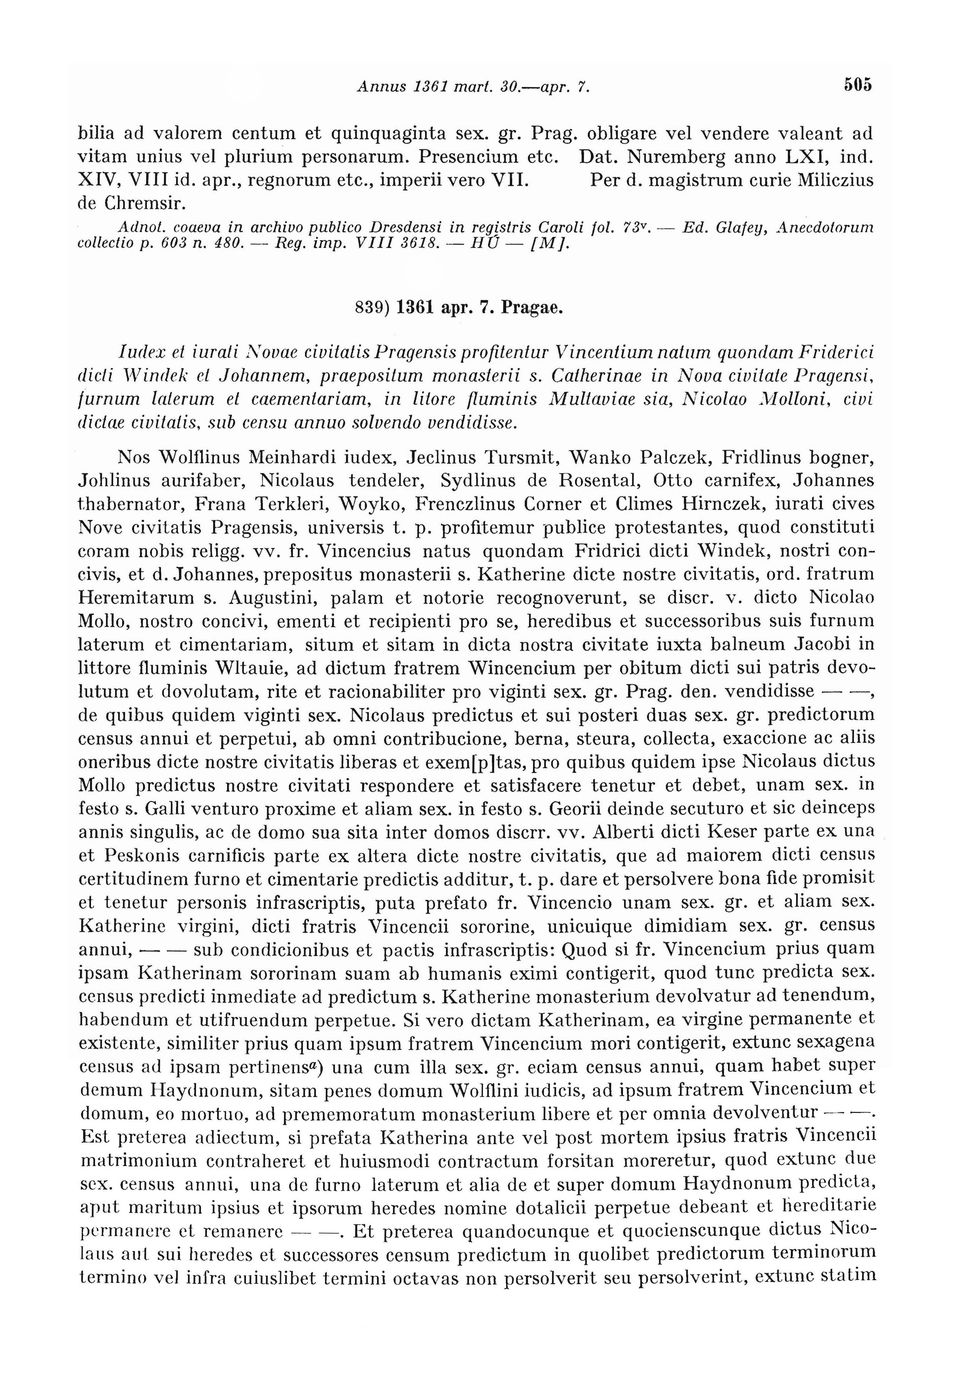 Annus 1361 mart. 30.—apr. 7. 505
bilia ad valorem centum et quinquaginta sex. gr. Prag. obligare vel vendere valeant ad
vitam unius vel plurium personarum. Presencium etc. Dat. Nuremberg anno LXI, ind.
XIV, VIII id. apr., regnorum etc., imperii vero VII. Per d. magistrum curie Miliczius
de Chremsir.
Adnot. coaeva in archivo publico Dresdensi in registris Caroli fol. 73v. — Ed. Glafey, Anecdotorum
collectio p. 603 n. 480. — Reg. imp. VIII 3618. — HÚ — [M].
839) 1361 apr. 7. Pragae.
Iudex et iurati Novae civitatis Pragensis profitentur Vincentium natum quondam Friderici
dicti Windek et Johannem, praepositum monasterii s. Catherinae in Nova civitate Pragensi,
furnum laterum et caementariam, in litore fluminis Multaviae sia, Nicolao Molloni, civi
dictae civitatis, sub censu annuo solvendo vendidisse.
Nos Wolflinus Meinhardi iudex, Jeclinus Tursmit, Wanko Palczek, Fridlinus bogner,
Johlinus aurifaber, Nicolaus tendeler, Sydlinus de Rosental, Otto carnifex, Johannes
thabernator, Frana Terkleri, Woyko, Frenczlinus Corner et Climes Hirnczek, iurati cives
Nove civitatis Pragensis, universis t. p. profitemur publice protestantes, quod constituti
coram nobis religg. vv. fr. Vincencius natus quondam Fridrici dicti Windek, nostri con-
civis, et d. Johannes, prepositus monasterii s. Katherine dicte nostre civitatis, ord. fratrum
Heremitarum s. Augustini, palam et notorie recognoverunt, se discr. v. dicto Nicolao
Mollo, nostro concivi, ementi et recipienti pro se, heredibus et successoribus suis furnum
laterum et cimentariam, situm et sitam in dicta nostra civitate iuxta balneum Jacobi in
littore fluminis Wltauie, ad dictum fratrem Wincencium per obitum dicti sui patris devo-
lutum et dovolutam, rite et racionabiliter pro viginti sex. gr. Prag. den. vendidisse — —,
de quibus quidem viginti sex. Nicolaus predictus et sui posteri duas sex. gr. predictorum
census annui et perpetui, ab omni contribucione, berna, steura, collecta, exaccione ac aliis
oneribus dicte nostre civitatis liberas et exem[p]tas, pro quibus quidem ipse Nicolaus dictus
Mollo predictus nostre civitati respondere et satisfacere tenetur et debet, unam sex. in
festo s. Galli venturo proxime et aliam sex. in festo s. Georii deinde secuturo et sic deinceps
annis singulis, ac de domo sua sita inter domos discrr. vv. Alberti dicti Keser parte ex una
et Peskonis carnificis parte ex altera dicte nostre civitatis, que ad maiorem dicti census
certitudinem furno et cimentarie predictis additur, t. p. dare et persolvere bona fide promisit
et tenetur personis infrascriptis, puta prefato fr. Vincencio unam sex. gr. et aliam sex.
Katherine virgini, dicti fratris Vincencii sororine, unicuique dimidiam sex. gr. census
annui, — — sub condicionibus et pactis infrascriptis: Quod si fr. Vincencium prius quam
ipsam Katherinam sororinam suam ab humanis eximi contigerit, quod tunc predicta sex.
census predicti inmediate ad predictum s. Katherine monasterium devolvatur ad tenendum,
habendum et utifruendum perpetue. Si vero dictam Katherinam, ea virgine permanente et
existente, similiter prius quam ipsum fratrem Vincencium mori contigerit, extunc sexagena
census ad ipsam pertinensa) una cum illa sex. gr. eciam census annui, quam habet super
demum Haydnonum, sitam penes domum Wolflini iudicis, ad ipsum fratrem Vincencium et
domum, eo mortuo, ad prememoratum monasterium libere et per omnia devolventur — —.
Est preterea adiectum, si prefata Katherina ante vel post mortem ipsius fratris Vincencii
matrimonium contraheret et huiusmodi contractum forsitan moreretur, quod extunc due
sex. census annui, una de furno laterum et alia de et super domum Haydnonum predicta,
aput maritum ipsius et ipsorum heredes nomine dotalicii perpetue debeant et hereditarie
permanere et remanere — —. Et preterea quandocunque et quocienscunque dictus Nico-
laus aut sui heredes et successores censum predictum in quolibet predictorum terminorum
termino vel infra cuiuslibet termini octavas non persolverit seu persolverint, extunc statim